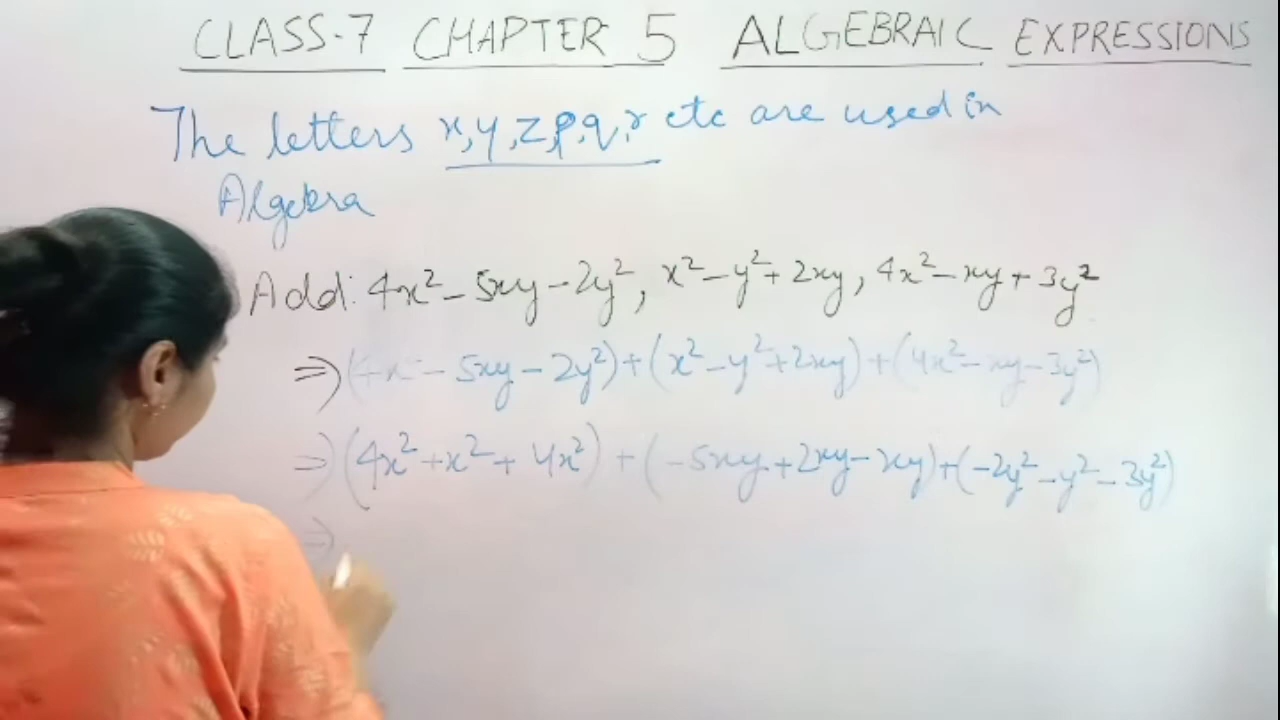 CLASS-7 CHAPTER 5 ALGEBRAIC EXPRESSIONS
The letters x,y,z,p,q,r etc are used in
Algebra
Add: 4x² - 5xy - 2y², x² - y² + 2xy, 4x² - xy + 3y²
⇒ (4x² - 5xy - 2y²) + (x² - y² + 2xy) + (4x² - xy - 3y²)
⇒ (4x² + x² + 4x²) + (-5xy + 2xy - xy) + (-2y² - y² - 3y²)
⇒